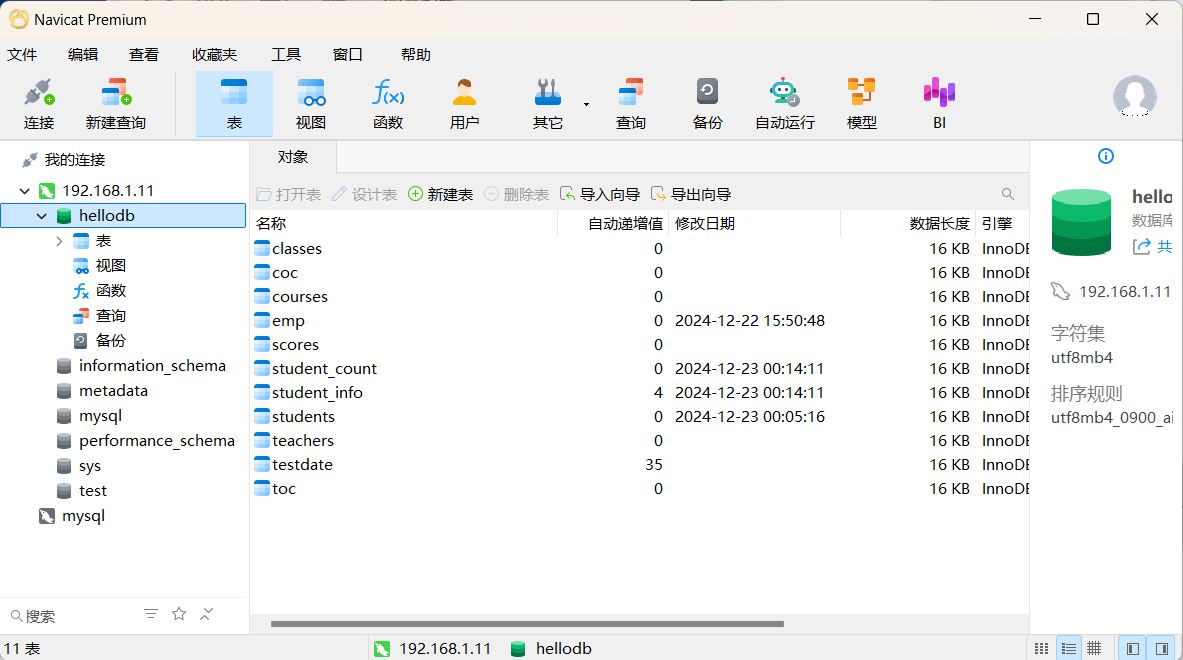 Navicat Premium
文件 编辑 查看 收藏夹 工具 窗口 帮助
连接 新建查询 表 视图 函数 用户 其它 查询 备份 自动运行 模型 BI
f(x)
我的连接
192.168.1.11
hellodb
表
视图
函数
查询
备份
information_schema
metadata
mysql
performance_schema
sys
test
mysql
搜索
对象
打开表 设计表 新建表 删除表 导入向导 导出向导
名称 自动递增值 修改日期 数据长度 引擎
classes 0 16 KB InnoDE
coc 0 16 KB InnoDE
courses 0 16 KB InnoDE
emp 0 2024-12-22 15:50:48 16 KB InnoDE
scores 0 16 KB InnoDE
student_count 0 2024-12-23 00:14:11 16 KB InnoDE
student_info 4 2024-12-23 00:14:11 16 KB InnoDE
students 0 2024-12-23 00:05:16 16 KB InnoDE
teachers 0 16 KB InnoDE
testdate 35 16 KB InnoDE
toc 0 16 KB InnoDE
hello
数据库
共
192.168.1.11
字符集
utf8mb4
排序规则
utf8mb4_0900_ai
11 表 192.168.1.11 hellodb